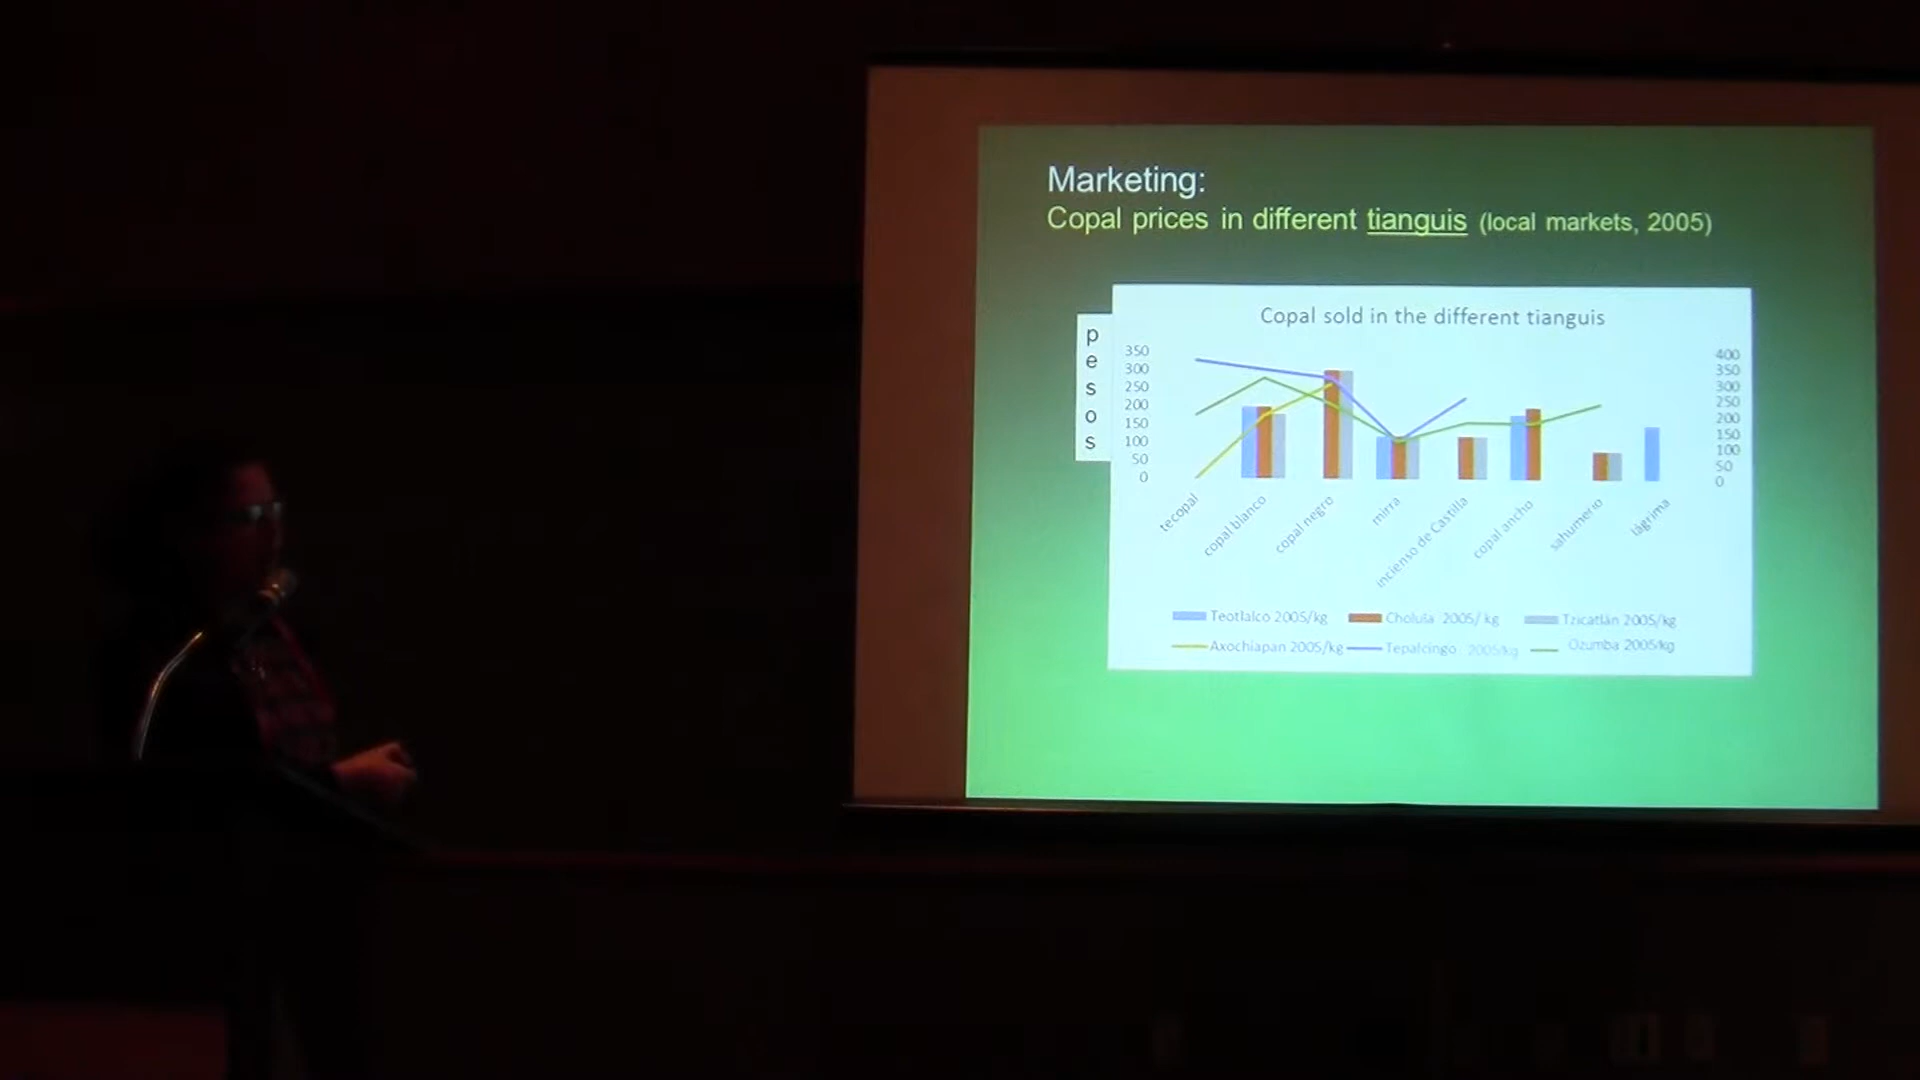 Marketing:
Copal prices in different tianguis (local markets, 2005)
Copal sold in the different tianguis
p
e
s
o
s
350
300
250
200
150
100
50
0
400
350
300
250
200
150
100
50
0
tecopal
copal blanco
copal negro
mirra
incienso de Castilla
copal ancho
sahumerio
lágrima
Teotlalco 2005/kg
Cholula 2005/ kg
Tzicatlán 2005/kg
Axochiapan 2005/kg
Tepalcingo 2005/kg
Ozumba 2005/kg